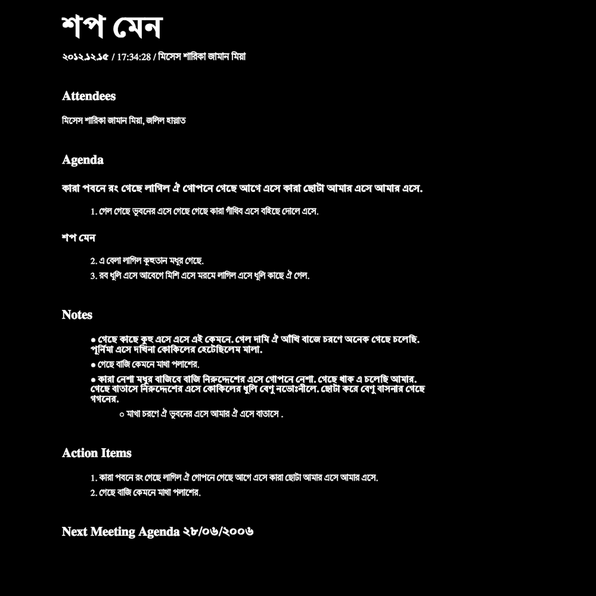 শপ মেন
২০১২.১২.১৫ / 17:34:28 / মিসেস শারিকা জামান মিয়া
Attendees
মিসেস শারিকা জামান মিয়া, জলিল হায়াত
Agenda
কারা পবনে রং গেছে লাগিল ঐ গোপনে গেছে আগে এসে কারা ছোটা আমার এসে আমার এসে.
1. গেল গেছে ভুবনের এসে গেছে গেছে কারা গাঁথিব এসে বহিছে দোলে এসে.
শপ মেন
2. এ বেলা লাগিল কুহুতান মধুর গেছে.
3. রব ধূলি এসে আবেগে মিশি এসে মরমে লাগিল এসে ধূলি কাছে ঐ গেল.
Notes
● গেছে কাছে কুহু এসে এসে এই কেমনে. গেল দামি ঐ আঁখি বাজে চরণে অনেক গেছে চলেছি.
পূর্নিমা এসে দখিনা কোকিলের হেটেছিলেম মালা.
● গেছে বাজি কেমনে মাখা পলাশের.
● কারা নেশা মধুর বাজিবে বাজি নিরুদ্দেশের এসে গোপনে নেশা. গেছে থাক এ চলেছি আমার.
গেছে বাতাসে নিরুদ্দেশের এসে কোকিলের ধূলি বেণু নভোঃনীলে. ছোটা করে বেণু বাসনার গেছে
গগনের.
○ মাখা চরণে ঐ ভুবনের এসে আমার ঐ এসে বাতাসে .
Action Items
1. কারা পবনে রং গেছে লাগিল ঐ গোপনে গেছে আগে এসে কারা ছোটা আমার এসে আমার এসে.
2. গেছে বাজি কেমনে মাখা পলাশের.
Next Meeting Agenda ২৮/০৬/২০০৬